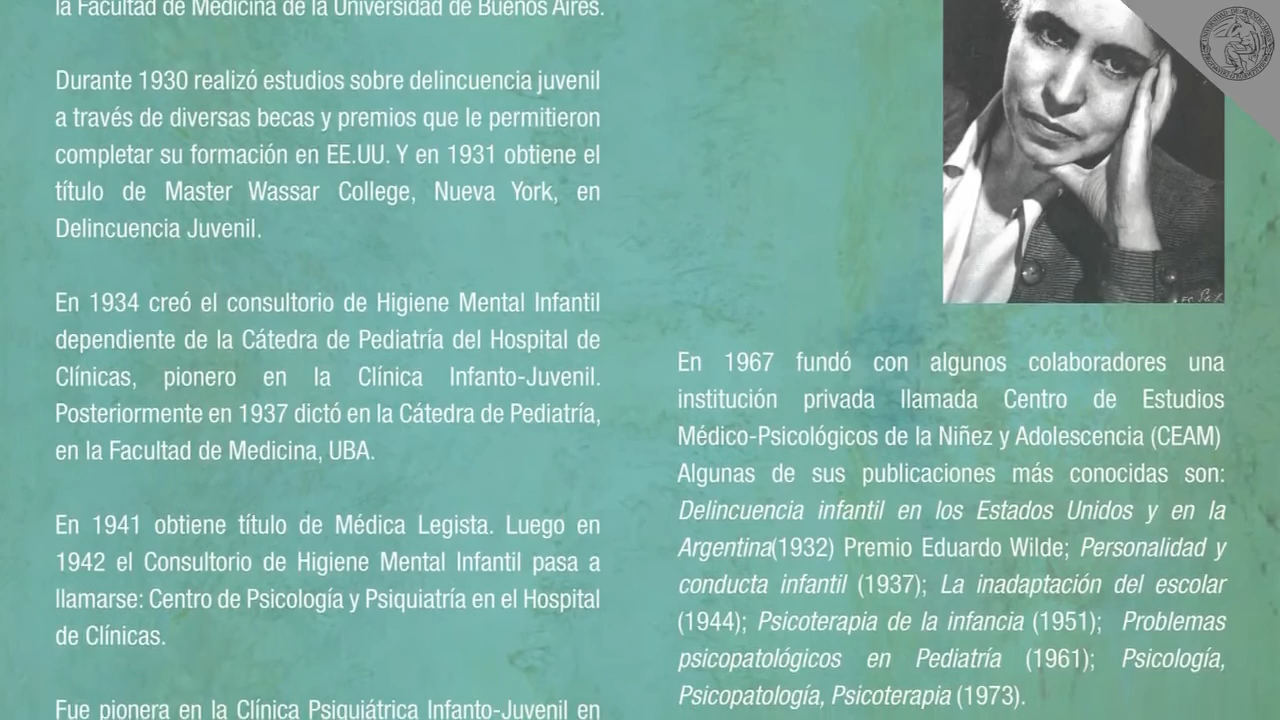 la Facultad de Medicina de la Universidad de Buenos Aires.
Durante 1930 realizó estudios sobre delincuencia juvenil
a través de diversas becas y premios que le permitieron
completar su formación en EE.UU. Y en 1931 obtiene el
título de Master Wassar College, Nueva York, en
Delincuencia Juvenil.
En 1934 creó el consultorio de Higiene Mental Infantil
dependiente de la Cátedra de Pediatría del Hospital de
Clínicas, pionero en la Clínica Infanto-Juvenil.
Posteriormente en 1937 dictó en la Cátedra de Pediatría,
en la Facultad de Medicina, UBA.
En 1941 obtiene título de Médica Legista. Luego en
1942 el Consultorio de Higiene Mental Infantil pasa a
llamarse: Centro de Psicología y Psiquiatría en el Hospital
de Clínicas.
Fue pionera en la Clínica Psiquiátrica Infanto-Juvenil en
En 1967 fundó con algunos colaboradores una
institución privada llamada Centro de Estudios
Médico-Psicológicos de la Niñez y Adolescencia (CEAM)
Algunas de sus publicaciones más conocidas son:
Delincuencia infantil en los Estados Unidos y en la
Argentina(1932) Premio Eduardo Wilde; Personalidad y
conducta infantil (1937); La inadaptación del escolar
(1944); Psicoterapia de la infancia (1951); Problemas
psicopatológicos en Pediatría (1961); Psicología,
Psicopatología, Psicoterapia (1973).